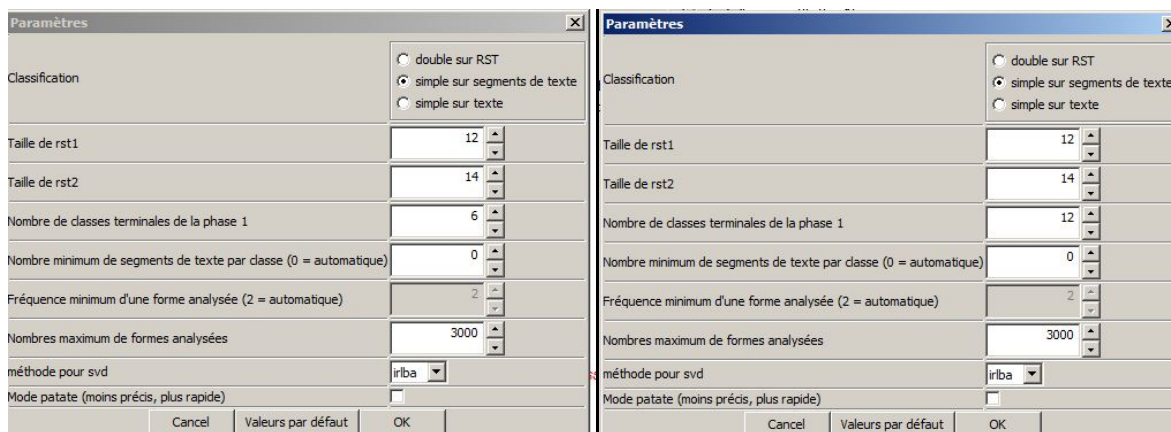 Paramètres
double sur RST
Classification
simple sur segments de texte
simple sur texte
Taille de rst1
12
Taille de rst2
14
Nombre de classes terminales de la phase 1
6
Nombre minimum de segments de texte par classe (0 = automatique)
0
Fréquence minimum d'une forme analysée (2 = automatique)
2
Nombres maximum de formes analysées
3000
méthode pour svd
irlba
Mode patate (moins précis, plus rapide)
Cancel
Valeurs par défaut
OK
Paramètres
double sur RST
Classification
simple sur segments de texte
simple sur texte
Taille de rst1
12
Taille de rst2
14
Nombre de classes terminales de la phase 1
12
Nombre minimum de segments de texte par classe (0 = automatique)
0
Fréquence minimum d'une forme analysée (2 = automatique)
2
Nombres maximum de formes analysées
3000
méthode pour svd
irlba
Mode patate (moins précis, plus rapide)
Cancel
Valeurs par défaut
OK